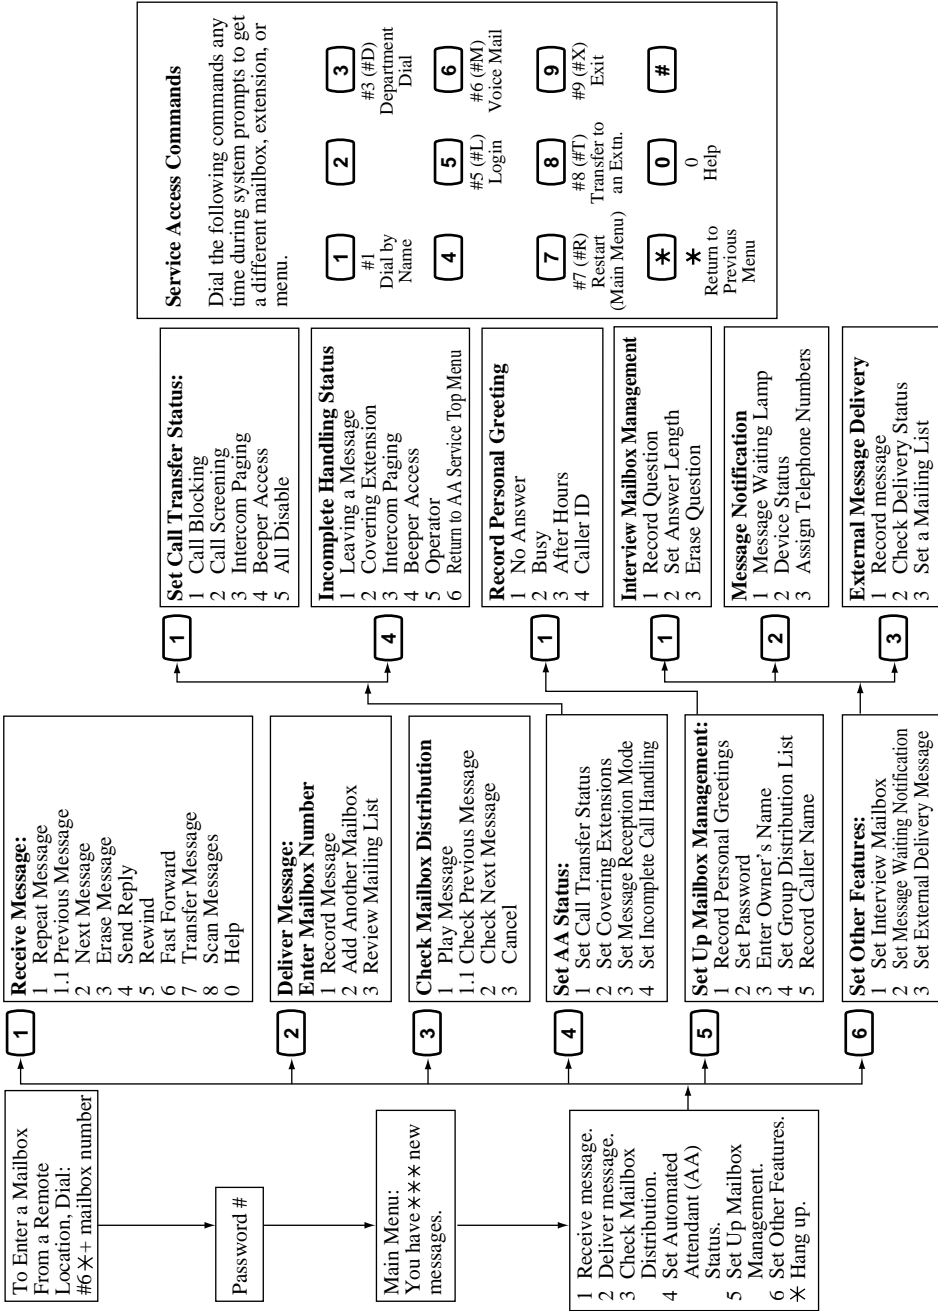 To Enter a Mailbox
From a Remote
Location, Dial:
#6✳+ mailbox number
Password #
Main Menu:
You have ✳✳✳ new
messages.
1 Receive message.
2 Deliver message.
3 Check Mailbox
Distribution.
4 Set Automated
Attendant (AA)
Status.
5 Set Up Mailbox
Management.
6 Set Other Features.
✳ Hang up.
1
Receive Message:
1 Repeat Message
1.1 Previous Message
2 Next Message
3 Erase Message
4 Send Reply
5 Rewind
6 Fast Forward
7 Transfer Message
8 Scan Messages
0 Help
2
Deliver Message:
Enter Mailbox Number
1 Record Message
2 Add Another Mailbox
3 Review Mailing List
3
Check Mailbox Distribution
1 Play Message
1.1 Check Previous Message
2 Check Next Message
3 Cancel
4
Set AA Status:
1 Set Call Transfer Status
2 Set Covering Extensions
3 Set Message Reception Mode
4 Set Incomplete Call Handling
5
Set Up Mailbox Management:
1 Record Personal Greetings
2 Set Password
3 Enter Owner's Name
4 Set Group Distribution List
5 Record Caller Name
6
Set Other Features:
1 Set Interview Mailbox
2 Set Message Waiting Notification
3 Set External Delivery Message
1
Set Call Transfer Status:
1 Call Blocking
2 Call Screening
3 Intercom Paging
4 Beeper Access
5 All Disable
4
Incomplete Handling Status
1 Leaving a Message
2 Covering Extension
3 Intercom Paging
4 Beeper Access
5 Operator
6 Return to AA Service Top Menu
1
Record Personal Greeting
1 No Answer
2 Busy
3 After Hours
4 Caller ID
1
Interview Mailbox Management
1 Record Question
2 Set Answer Length
3 Erase Question
2
Message Notification
1 Message Waiting Lamp
2 Device Status
3 Assign Telephone Numbers
3
External Message Delivery
1 Record message
2 Check Delivery Status
3 Set a Mailing List
Service Access Commands
Dial the following commands any
time during system prompts to get
a different mailbox, extension, or
menu.
1 2 3
#1
Dial by
Name
#3 (#D)
Department
Dial
4 5 6
#5 (#L)
Login
#6 (#M)
Voice Mail
7 8 9
#7 (#R)
Restart
(Main Menu)
#8 (#T)
Transfer to
an Extn.
#9 (#X)
Exit
✳ 0 #
✳
Return to
Previous
Menu
0
Help